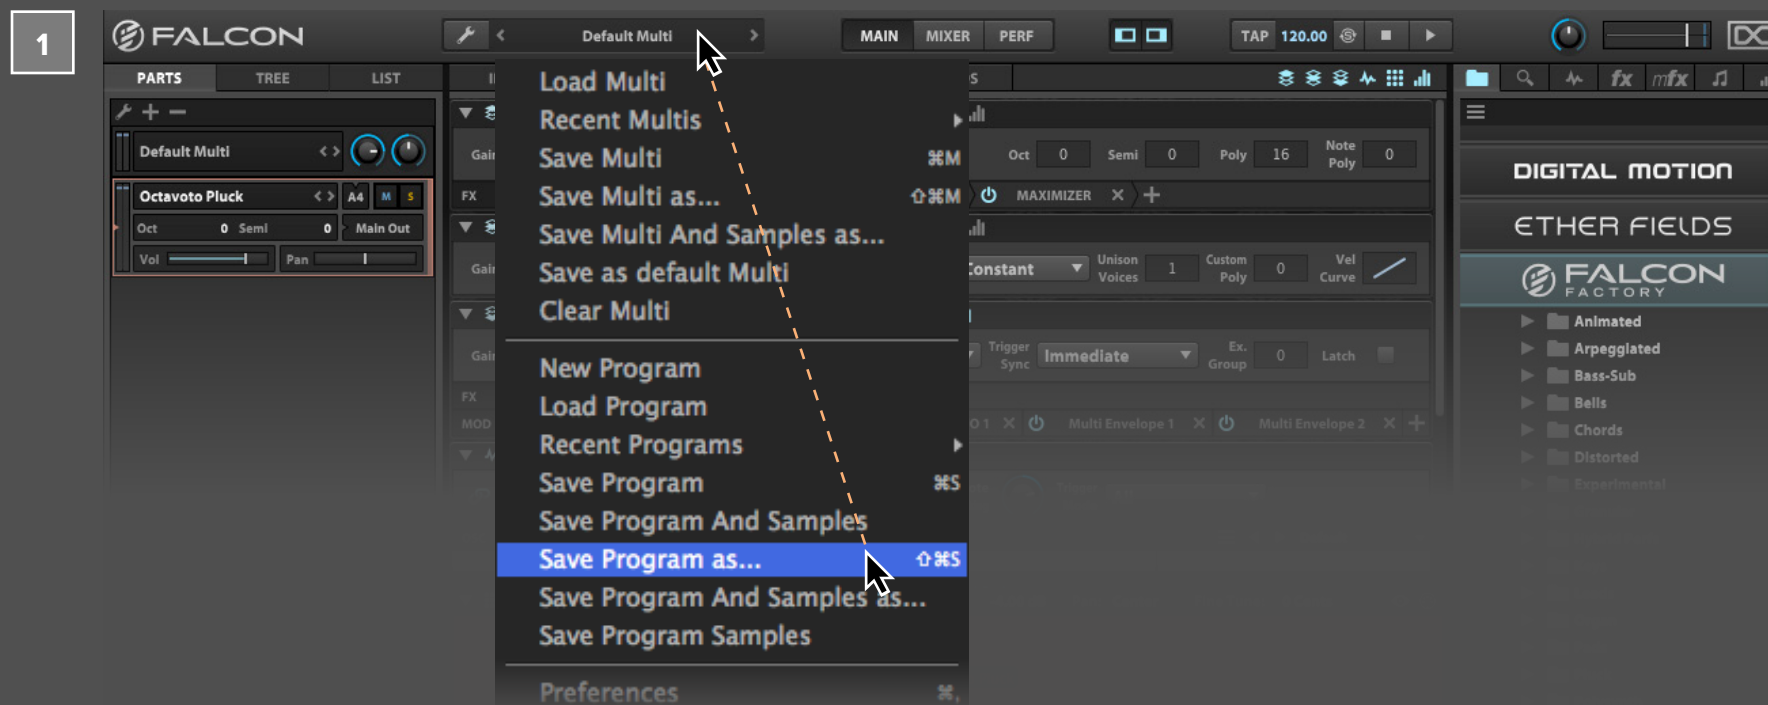 1
FALCON
Default Multi
MAIN MIXER PERF
TAP 120.00
PARTS TREE LIST
fx mfx
Default Multi
Octavoto Pluck A4 M S
Oct 0 Semi 0 Main Out
Vol Pan
Load Multi
Recent Multis
Save Multi ⌘M
Save Multi as... ⇧⌘M
Save Multi And Samples as...
Save as default Multi
Clear Multi
New Program
Load Program
Recent Programs
Save Program ⌘S
Save Program And Samples
Save Program as... ⇧⌘S
Save Program And Samples as...
Save Program Samples
Preferences ⌘,
Oct 0 Semi 0 Poly 16 Note Poly 0
FX
MAXIMIZER
Unison Voices 1 Custom Poly 0 Vel Curve
Trigger Sync Immediate Ex. Group 0 Latch
FX
MOD
Multi Envelope 1 Multi Envelope 2
DIGITAL MOTION
ETHER FIELDS
FALCON
FACTORY
Animated
Arpeggiated
Bass-Sub
Bells
Chords
Distorted
Experimental